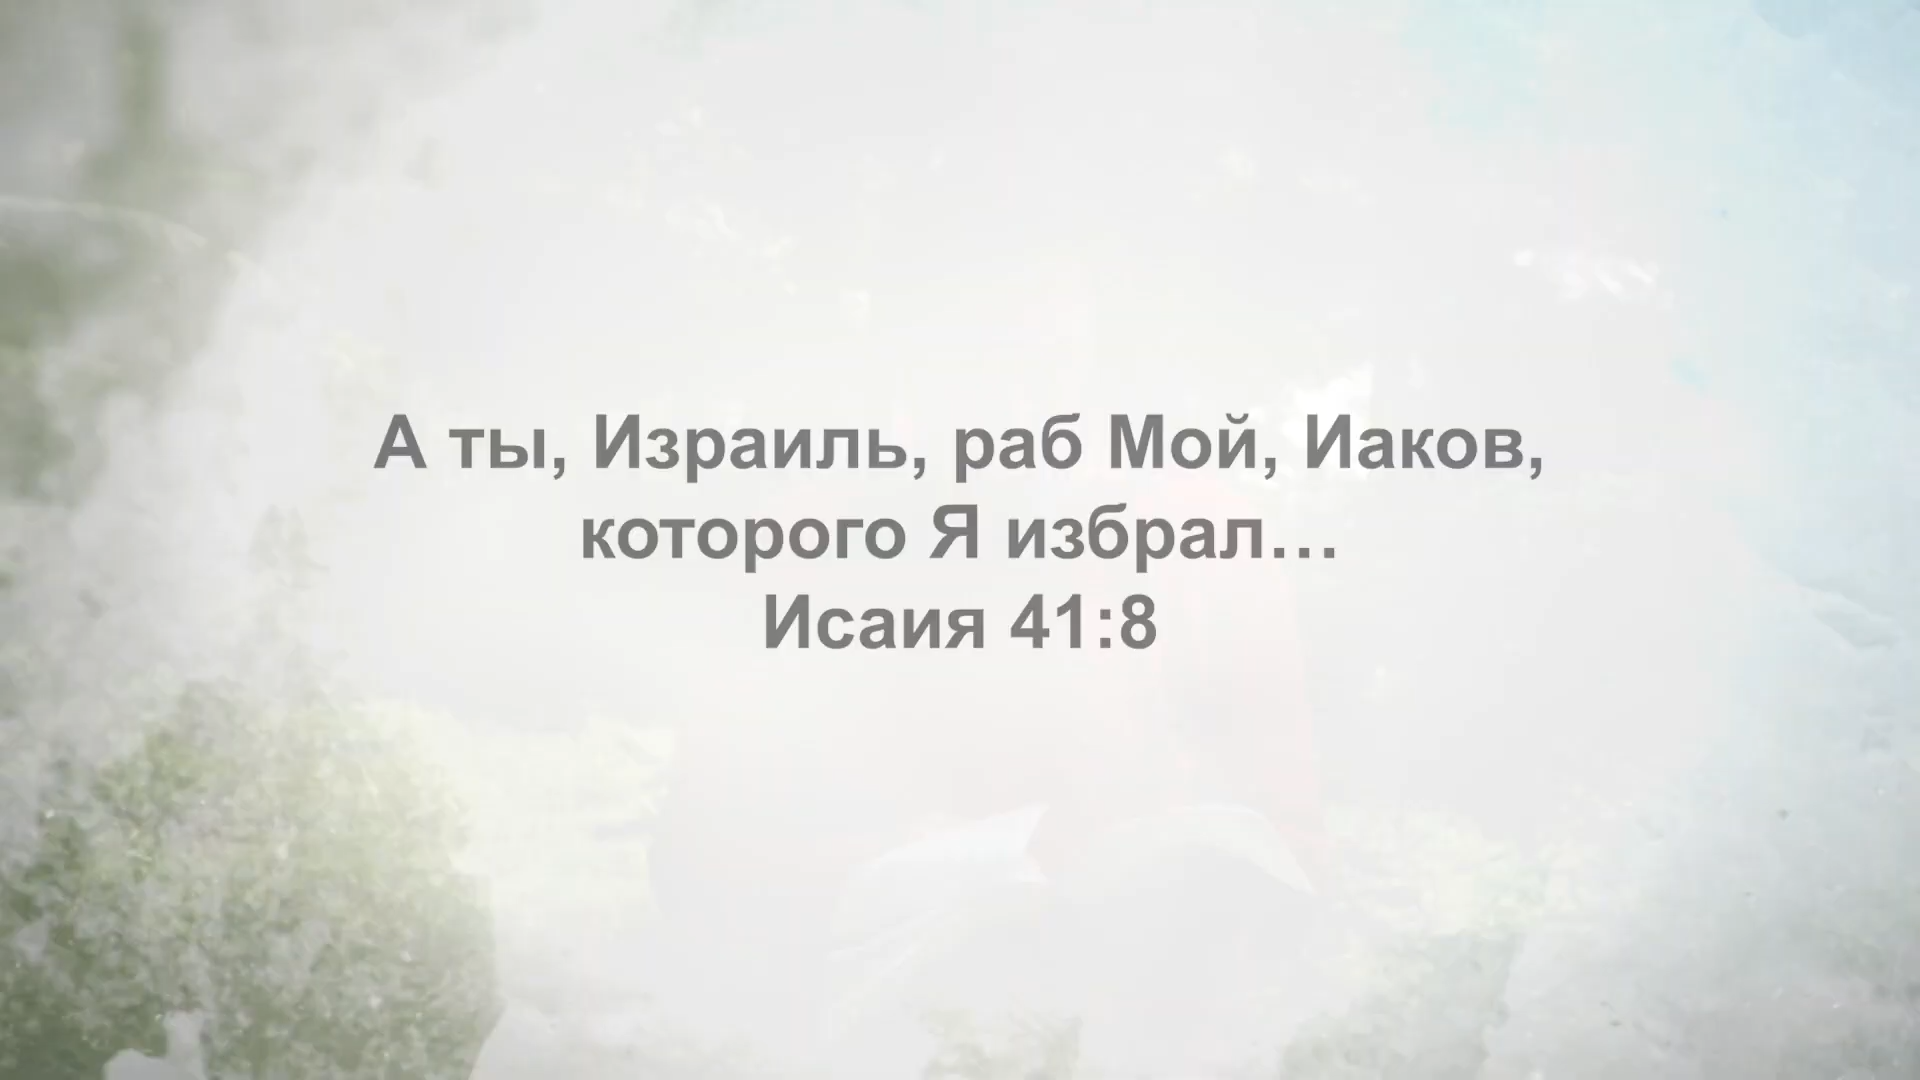 А ты, Израиль, раб Мой, Иаков,
которого Я избрал…
Исаия 41:8